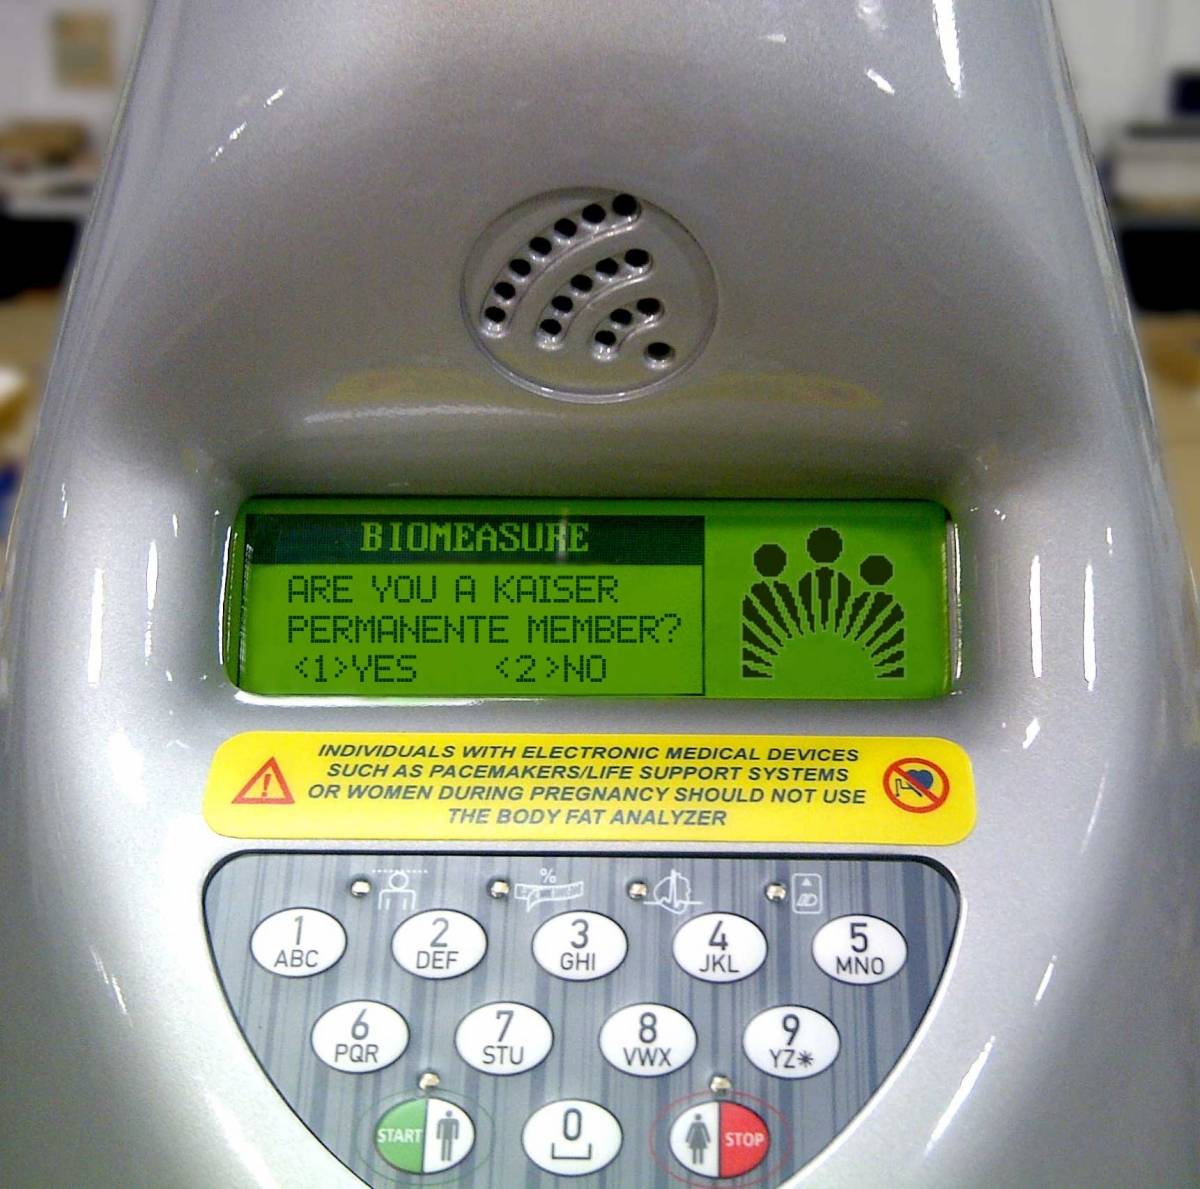 BIOMEASURE
ARE YOU A KAISER
PERMANENTE MEMBER?
<1>YES <2>NO
INDIVIDUALS WITH ELECTRONIC MEDICAL DEVICES
SUCH AS PACEMAKERS/LIFE SUPPORT SYSTEMS
OR WOMEN DURING PREGNANCY SHOULD NOT USE
THE BODY FAT ANALYZER
%
1 2 3 4 5
ABC DEF GHI JKL MNO
6 7 8 9
PQR STU VWX YZ*
START 0 STOP